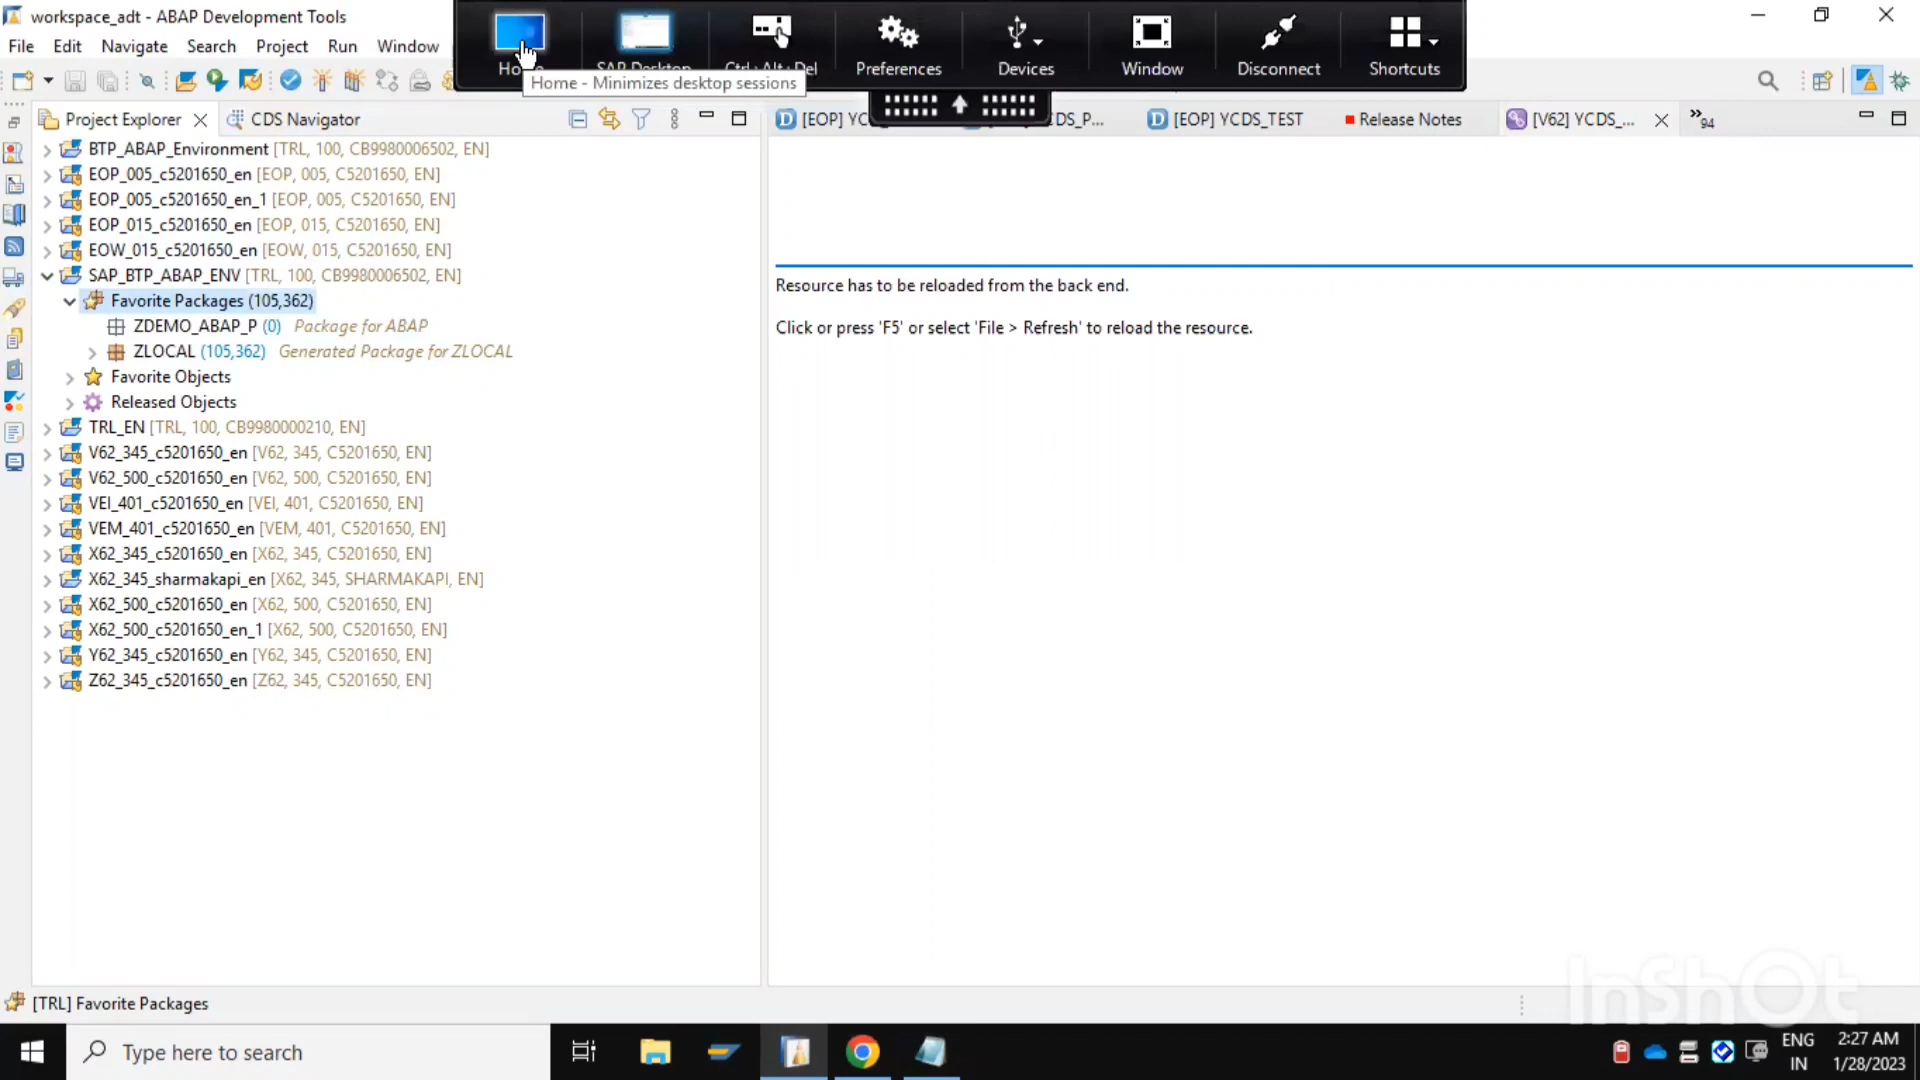 workspace_adt - ABAP Development Tools
File Edit Navigate Search Project Run Window
Home SAP Desktop Ctrl+Alt+Del Preferences Devices Window Disconnect Shortcuts
Home - Minimizes desktop sessions
Project Explorer CDS Navigator
[EOP] YC CDS_P... [EOP] YCDS_TEST Release Notes [V62] YCDS_... »94
BTP_ABAP_Environment [TRL, 100, CB9980006502, EN]
EOP_005_c5201650_en [EOP, 005, C5201650, EN]
EOP_005_c5201650_en_1 [EOP, 005, C5201650, EN]
EOP_015_c5201650_en [EOP, 015, C5201650, EN]
EOW_015_c5201650_en [EOW, 015, C5201650, EN]
SAP_BTP_ABAP_ENV [TRL, 100, CB9980006502, EN]
Favorite Packages (105,362)
ZDEMO_ABAP_P (0) Package for ABAP
ZLOCAL (105,362) Generated Package for ZLOCAL
Favorite Objects
Released Objects
TRL_EN [TRL, 100, CB9980000210, EN]
V62_345_c5201650_en [V62, 345, C5201650, EN]
V62_500_c5201650_en [V62, 500, C5201650, EN]
VEI_401_c5201650_en [VEI, 401, C5201650, EN]
VEM_401_c5201650_en [VEM, 401, C5201650, EN]
X62_345_c5201650_en [X62, 345, C5201650, EN]
X62_345_sharmakapi_en [X62, 345, SHARMAKAPI, EN]
X62_500_c5201650_en [X62, 500, C5201650, EN]
X62_500_c5201650_en_1 [X62, 500, C5201650, EN]
Y62_345_c5201650_en [Y62, 345, C5201650, EN]
Z62_345_c5201650_en [Z62, 345, C5201650, EN]
Resource has to be reloaded from the back end.
Click or press 'F5' or select 'File > Refresh' to reload the resource.
InShOt
[TRL] Favorite Packages
Type here to search
ENG
IN
2:27 AM
1/28/2023